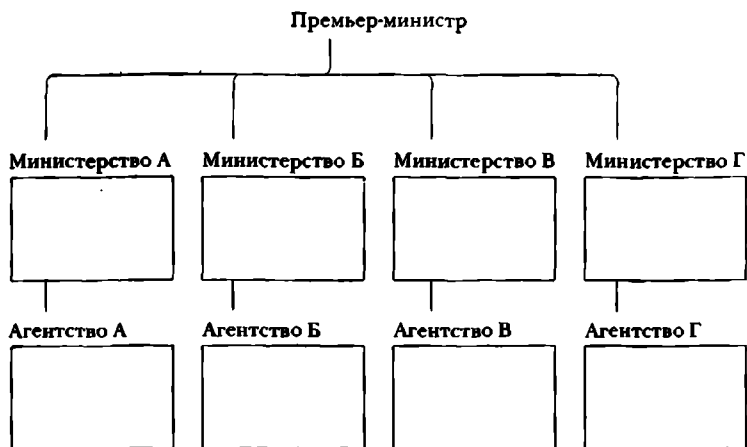 Премьер-министр
Министерство А Министерство Б Министерство В Министерство Г
Агентство А Агентство Б Агентство В Агентство Г